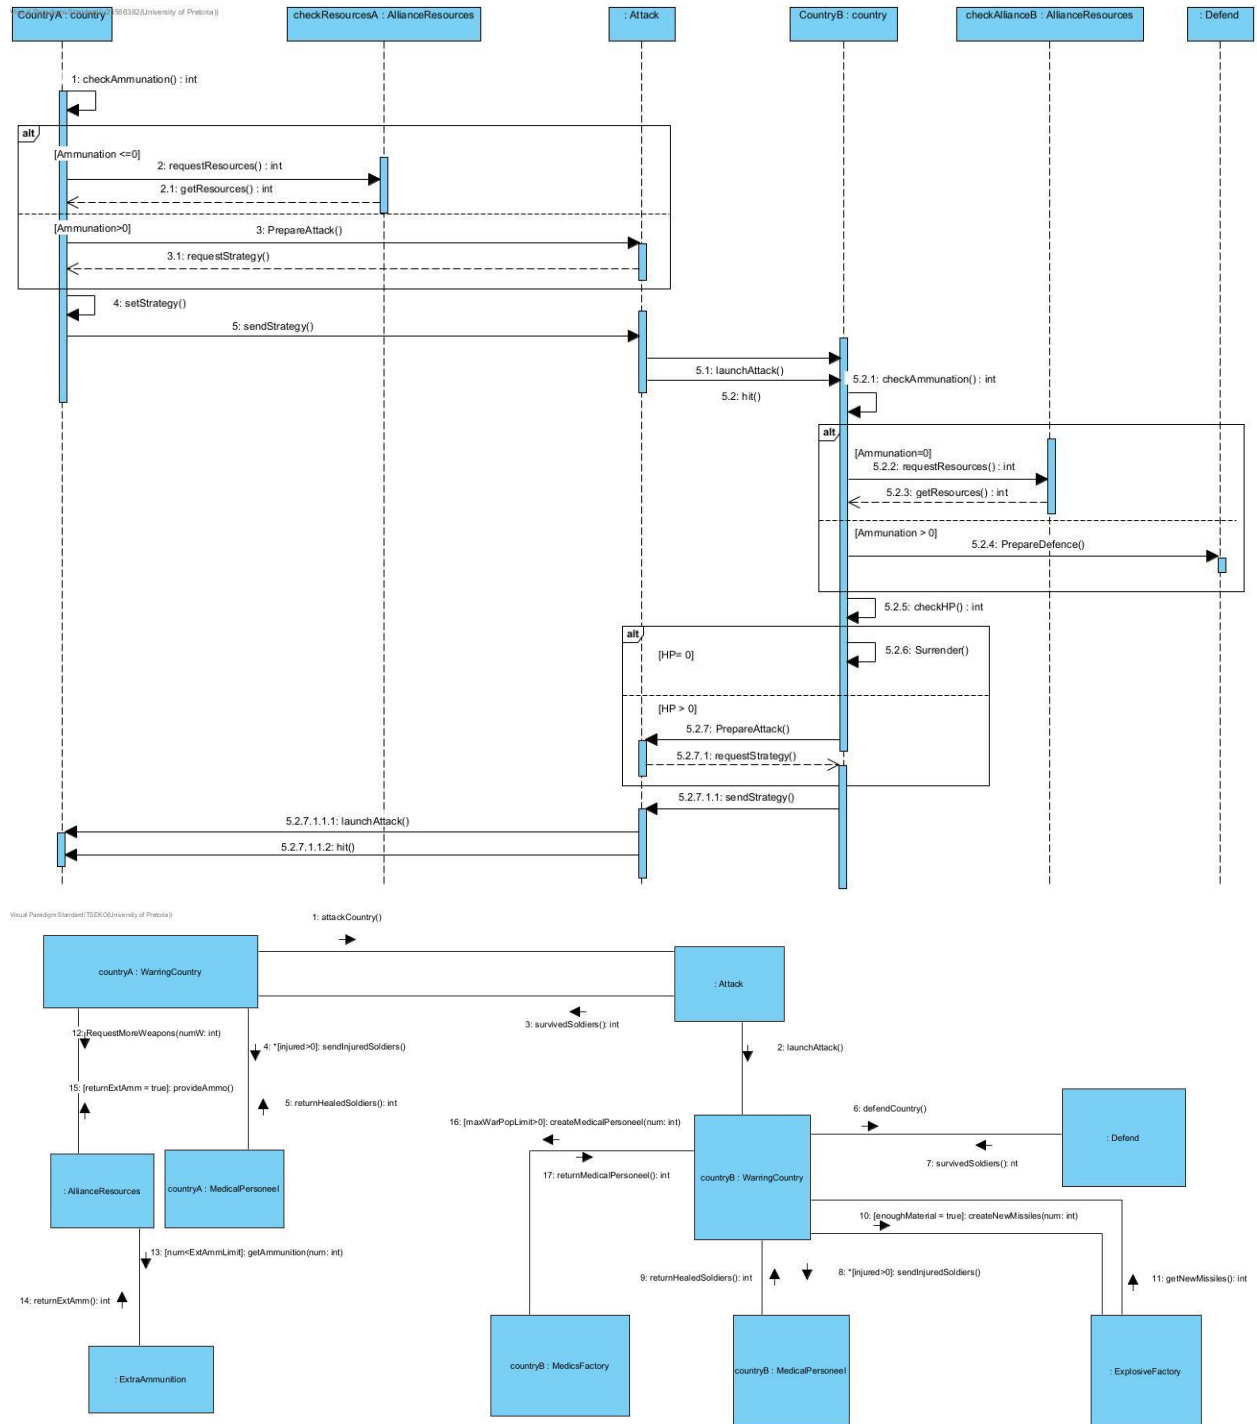 CountryA : country
checkResourcesA : AllianceResources
: Attack
CountryB : country
checkAllianceB : AllianceResources
: Defend
1: checkAmmunation() : int
alt
[Ammunation <=0]
2: requestResources() : int
2.1: getResources() : int
[Ammunation>0]
3: PrepareAttack()
3.1: requestStrategy()
4: setStrategy()
5: sendStrategy()
5.1: launchAttack()
5.2: hit()
5.2.1: checkAmmunation() : int
alt
[Ammunation=0]
5.2.2: requestResources() : int
5.2.3: getResources() : int
[Ammunation > 0]
5.2.4: PrepareDefence()
5.2.5: checkHP() : int
alt
[HP= 0]
5.2.6: Surrender()
[HP > 0]
5.2.7: PrepareAttack()
5.2.7.1: requestStrategy()
5.2.7.1.1: sendStrategy()
5.2.7.1.1.1: launchAttack()
5.2.7.1.1.2: hit()
Visual Paradigm Standard(TSEKO(University of Pretoria))
1: attackCountry()
countryA : WarringCountry
: Attack
3: survivedSoldiers(): int
12: RequestMoreWeapons(numW: int)
4: *[injured>0]: sendInjuredSoldiers()
2: launchAttack()
15: [returnExtAmm = true]: provideAmmo()
5: returnHealedSoldiers(): int
6: defendCountry()
16: [maxWarPopLimit>0]: createMedicalPersoneel(num: int)
: Defend
7: survivedSoldiers(): nt
17: returnMedicalPersoneel(): int
countryB : WarringCountry
: AllianceResources
countryA : MedicalPersoneel
10: [enoughMaterial = true]: createNewMissiles(num: int)
13: [num<ExtAmmLimit]: getAmmunition(num: int)
9: returnHealedSoldiers(): int
8: *[injured>0]: sendInjuredSoldiers()
11: getNewMissiles(): int
14: returnExtAmm(): int
countryB : MedicsFactory
countryB : MedicalPersoneel
: ExplosiveFactory
: ExtraAmmunition